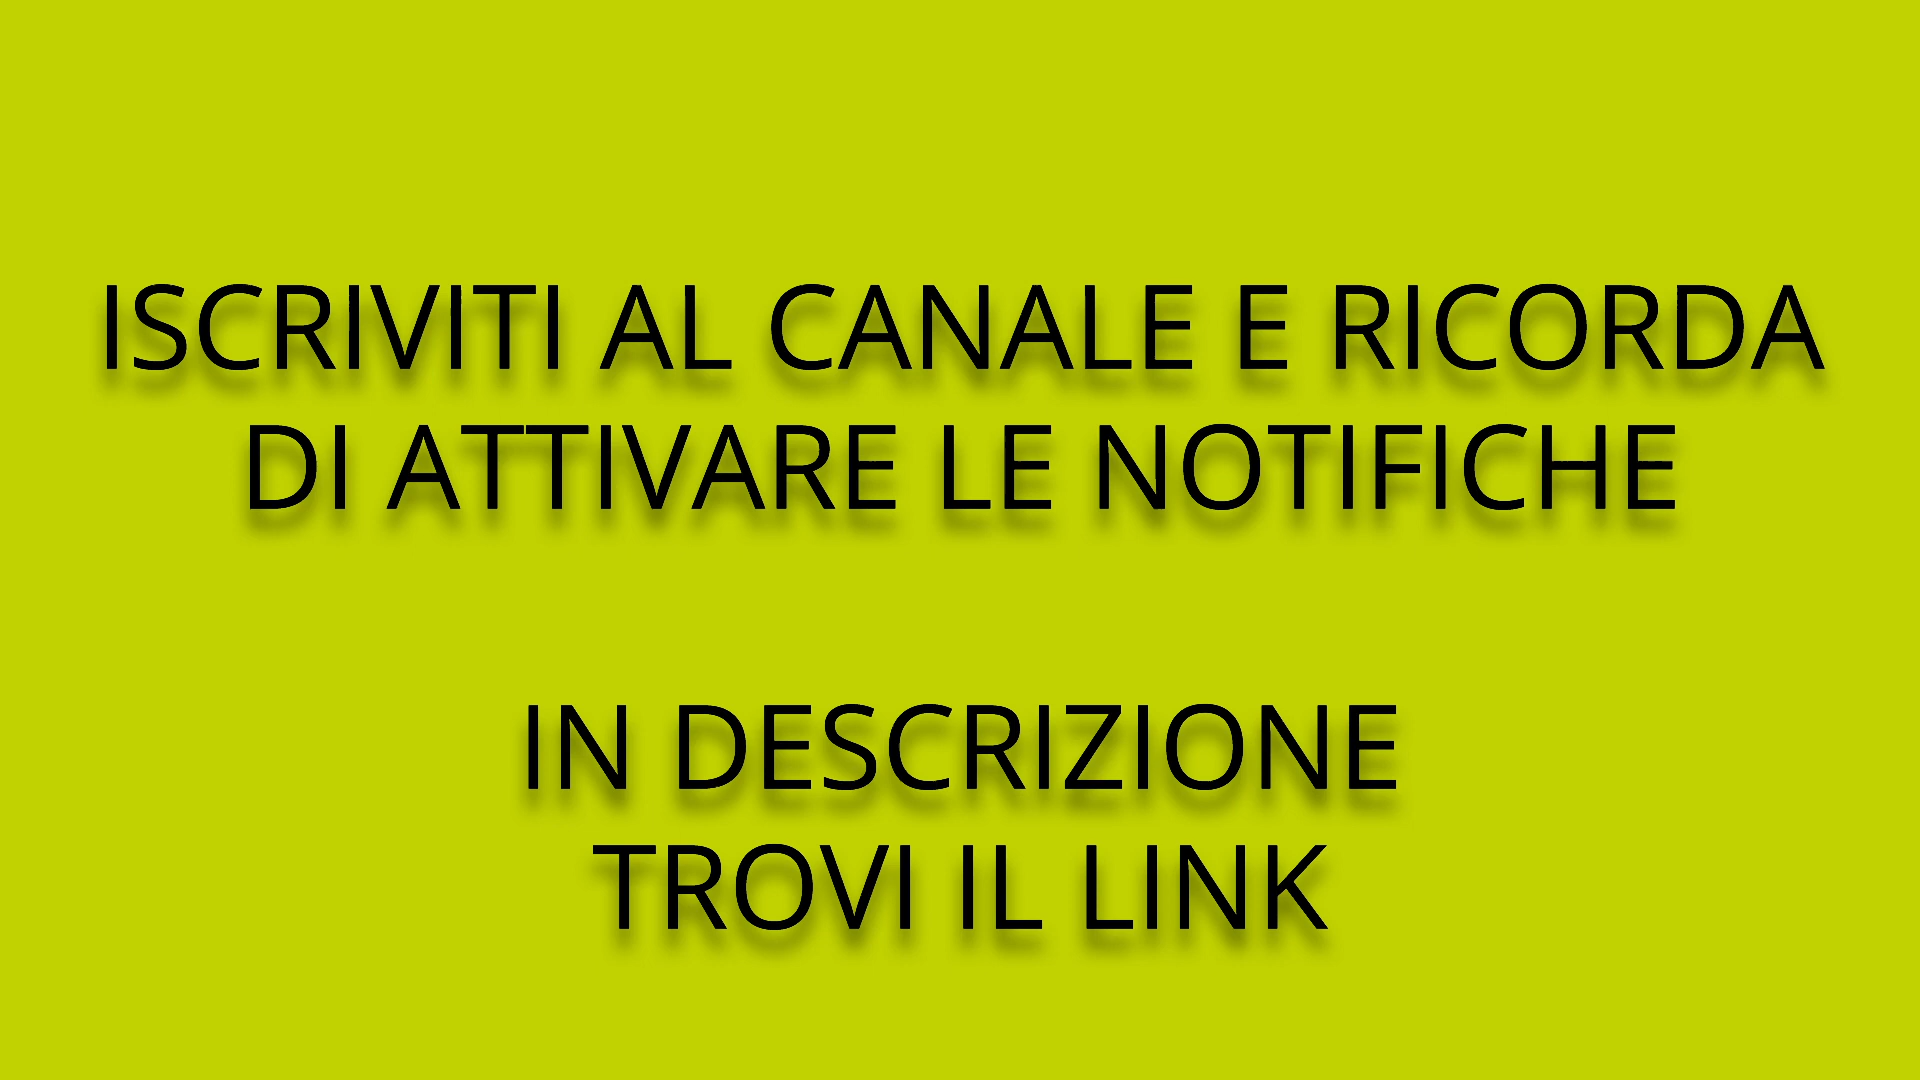 ISCRIVITI AL CANALE E RICORDA
DI ATTIVARE LE NOTIFICHE
IN DESCRIZIONE
TROVI IL LINK